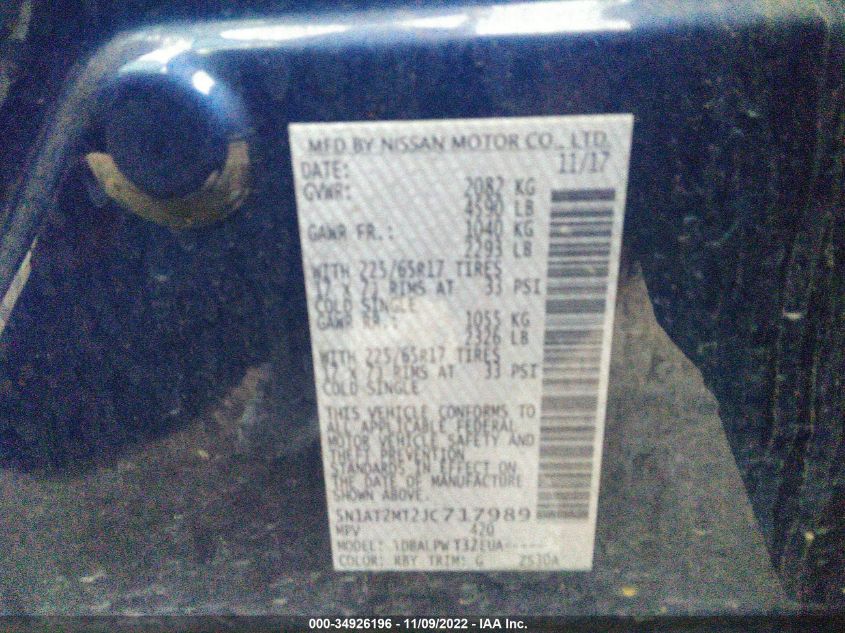 MFD BY NISSAN MOTOR CO., LTD.
DATE: 11/17
GVWR: 2082 KG
4590 LB
GAWR FR.: 1040 KG
2293 LB
WITH 225/65R17 TIRES
17 X 7J RIMS AT 33 PSI
COLD SINGLE
GAWR RR.: 1055 KG
2326 LB
WITH 225/65R17 TIRES
17 X 7J RIMS AT 33 PSI
COLD SINGLE
THIS VEHICLE CONFORMS TO
ALL APPLICABLE FEDERAL
MOTOR VEHICLE SAFETY AND
THEFT PREVENTION
STANDARDS IN EFFECT ON
THE DATE OF MANUFACTURE
SHOWN ABOVE.
5N1AT2MT2JC717989
MPV 420
MODEL:
COLOR: RBY TRIM: G
000-34926196 - 11/09/2022 - IAA Inc.